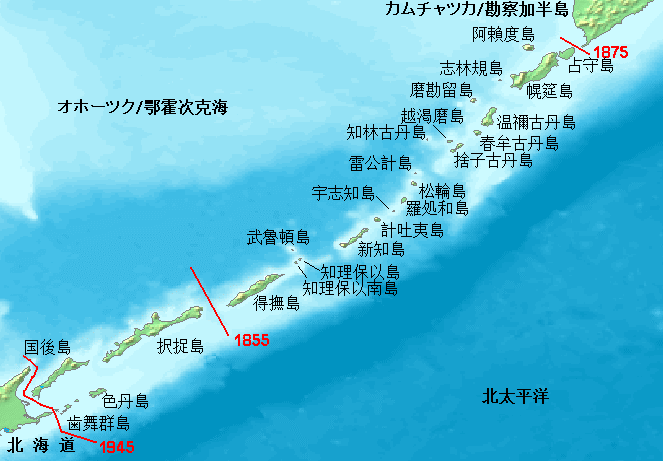 カムチャツカ/勘察加半島
阿頼度島
1875
占守島
志林規島
幌筵島
磨勘留島
オホーツク/鄂霍次克海
越渇磨島
温禰古丹島
知林古丹島
春牟古丹島
捨子古丹島
雷公計島
松輪島
宇志知島
羅処和島
計吐夷島
武魯頓島
新知島
知理保以島
知理保以南島
得撫島
1855
国後島
択捉島
色丹島
北太平洋
歯舞群島
北海道
1945